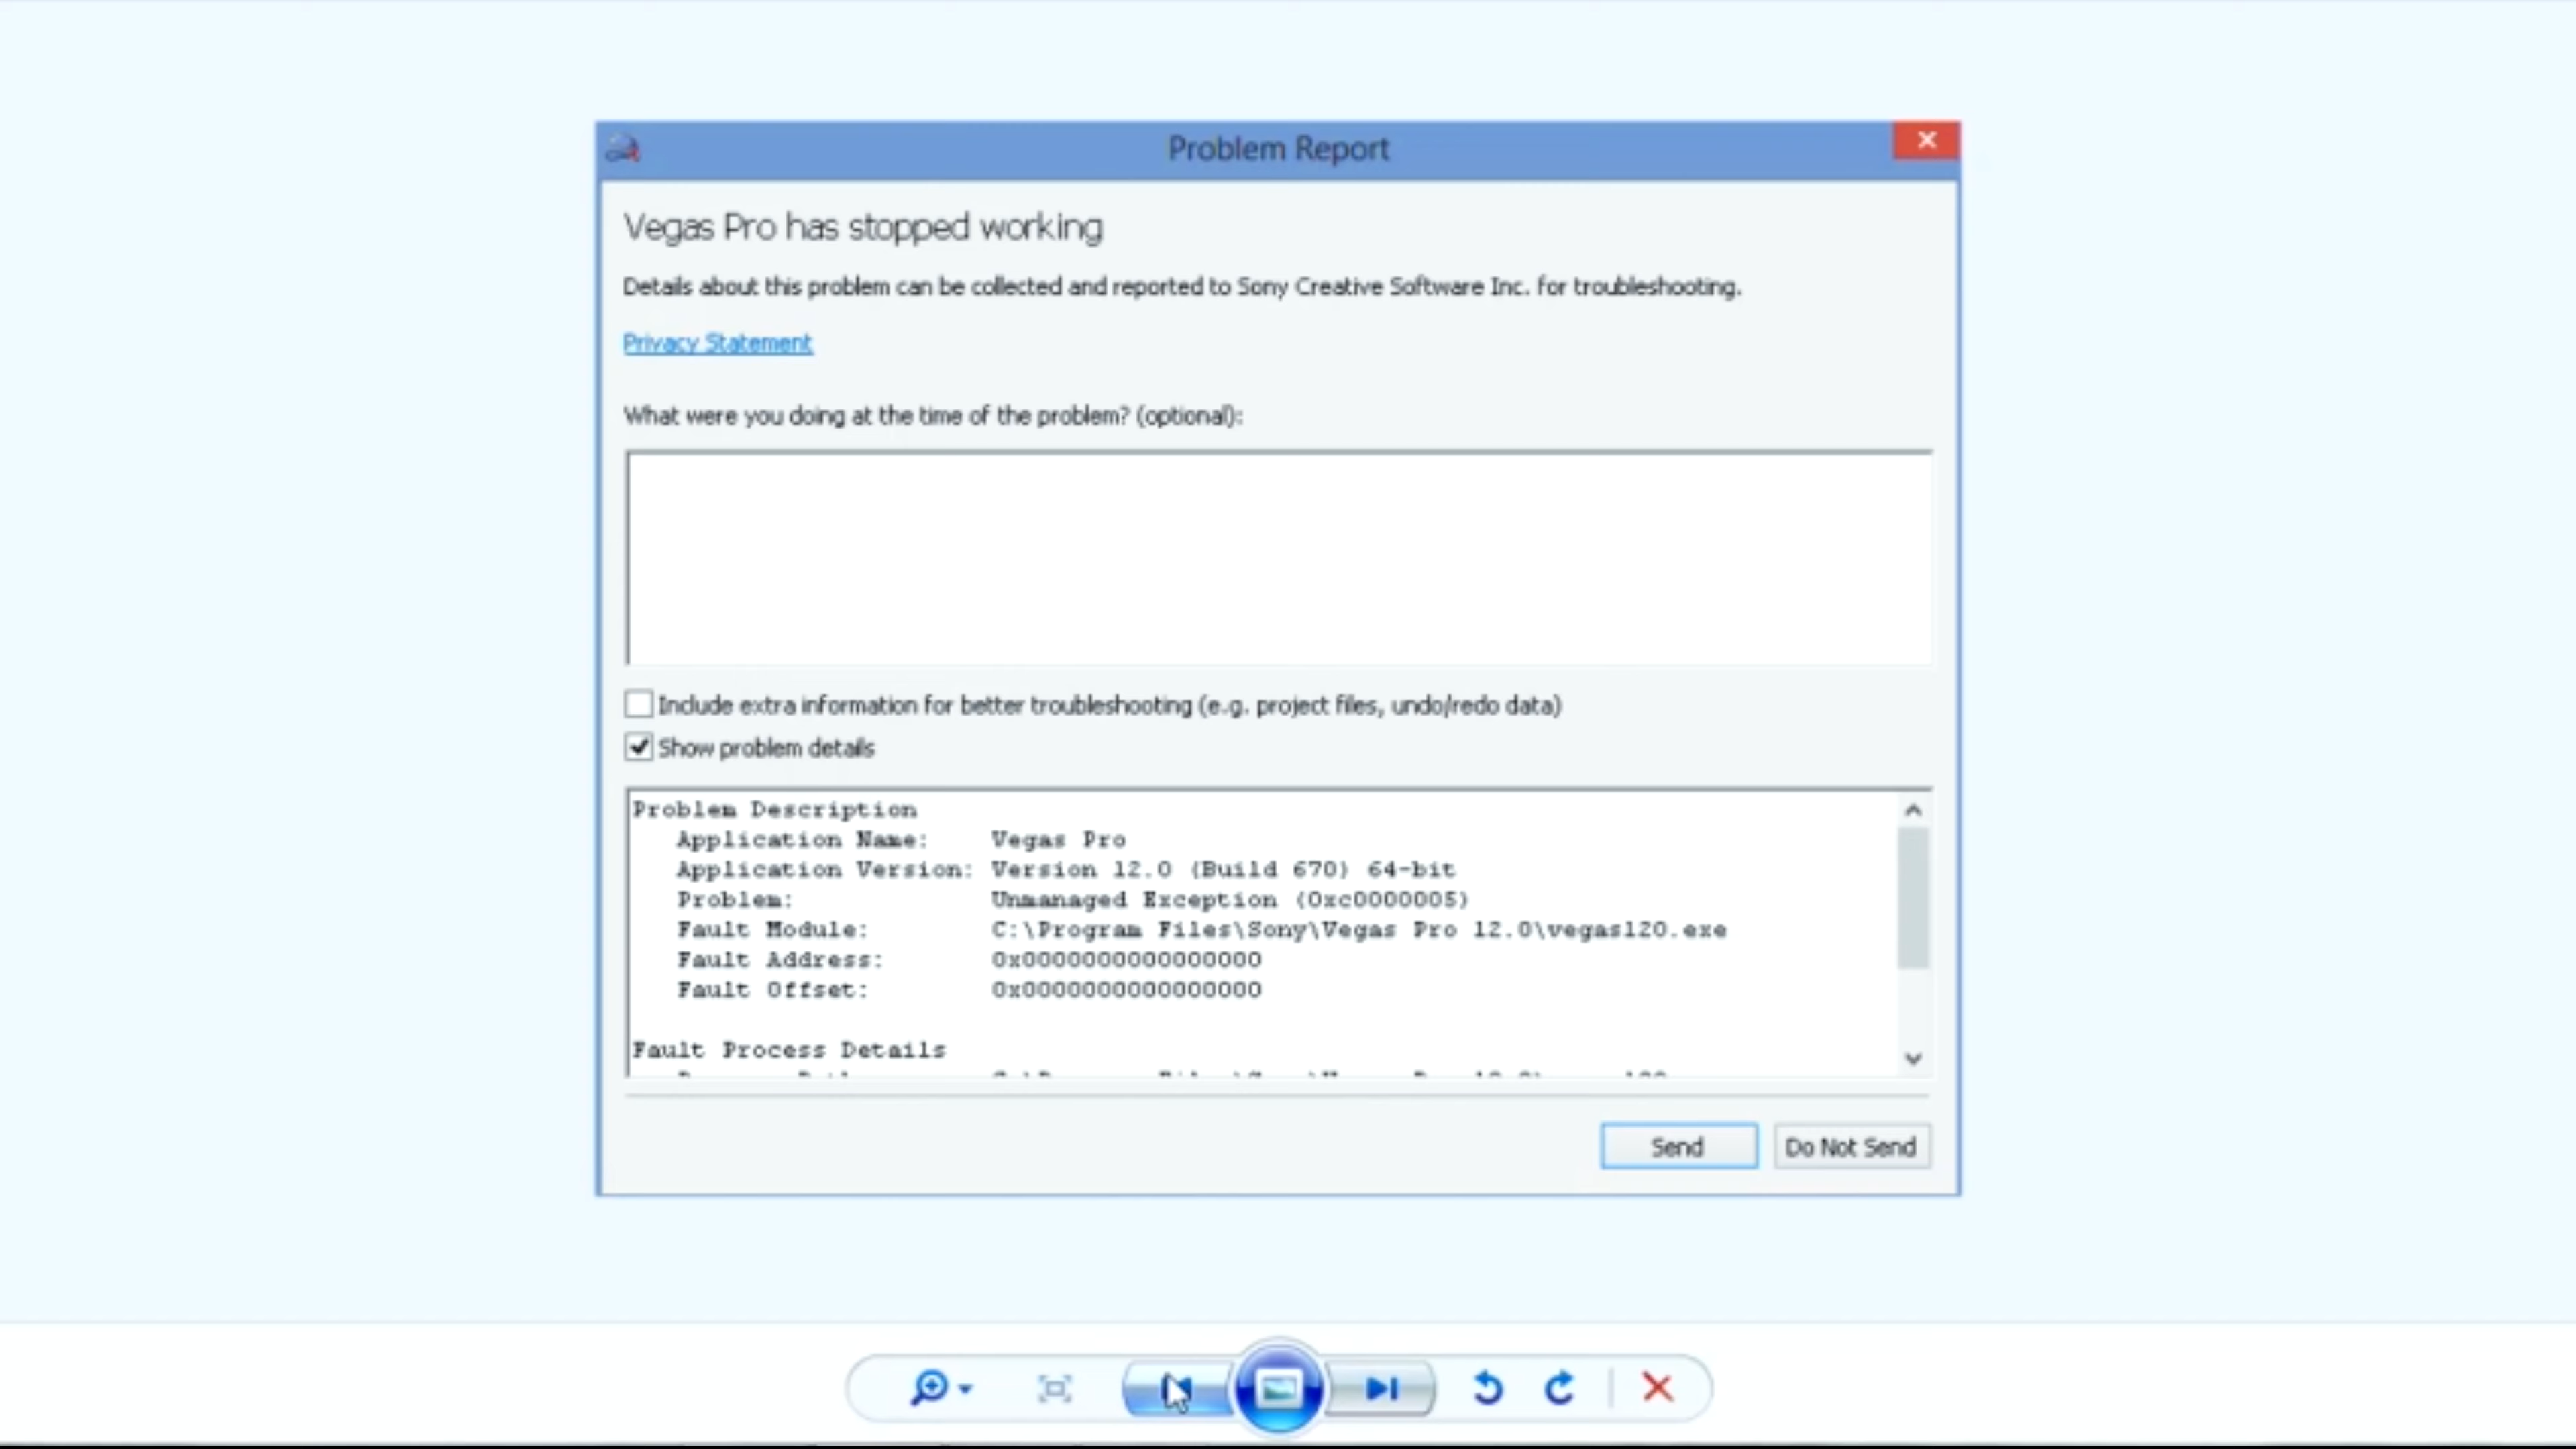 Problem Report
Vegas Pro has stopped working
Details about this problem can be collected and reported to Sony Creative Software Inc. for troubleshooting.
Privacy Statement
What were you doing at the time of the problem? (optional):
Include extra information for better troubleshooting (e.g. project files, undo/redo data)
Show problem details
Problem Description
Application Name: Vegas Pro
Application Version: Version 12.0 (Build 670) 64-bit
Problem: Unmanaged Exception (0xc0000005)
Fault Module: C:\Program Files\Sony\Vegas Pro 12.0\vegas120.exe
Fault Address: 0x0000000000000000
Fault Offset: 0x0000000000000000
Fault Process Details
Send Do Not Send